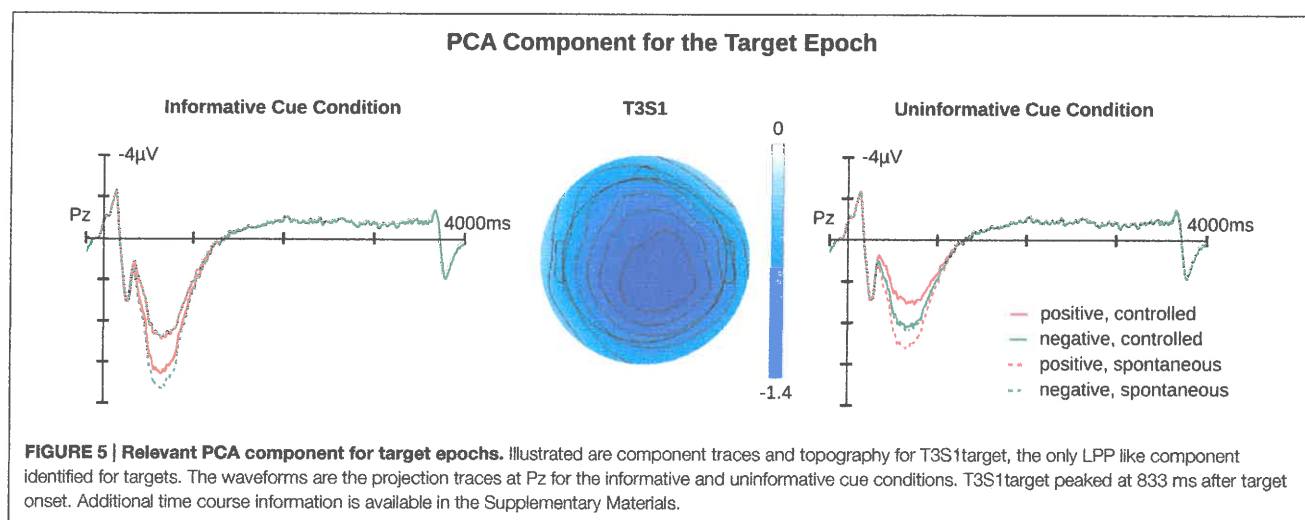 PCA Component for the Target Epoch
Informative Cue Condition
T3S1
Uninformative Cue Condition
-4µV
Pz
4000ms
0
-1.4
-4µV
Pz
4000ms
positive, controlled
negative, controlled
positive, spontaneous
negative, spontaneous
FIGURE 5 | Relevant PCA component for target epochs. Illustrated are component traces and topography for T3S1target, the only LPP like component
identified for targets. The waveforms are the projection traces at Pz for the informative and uninformative cue conditions. T3S1target peaked at 833 ms after target
onset. Additional time course information is available in the Supplementary Materials.